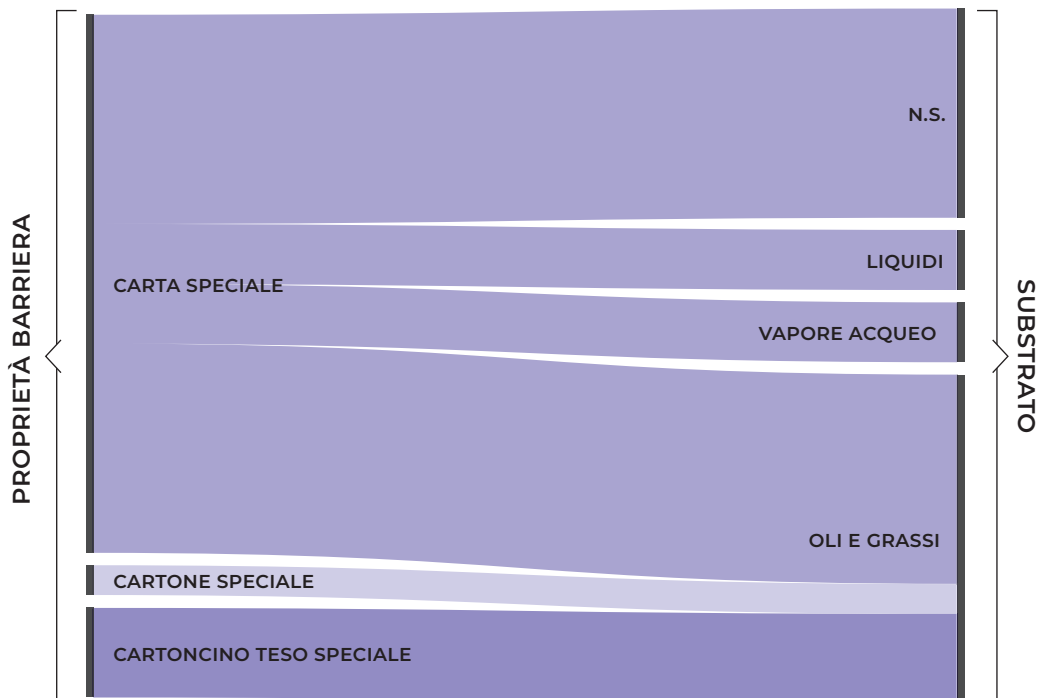 PROPRIETÀ BARRIERA
N.S.
LIQUIDI
CARTA SPECIALE
VAPORE ACQUEO
SUBSTRATO
OLI E GRASSI
CARTONE SPECIALE
CARTONCINO TESO SPECIALE